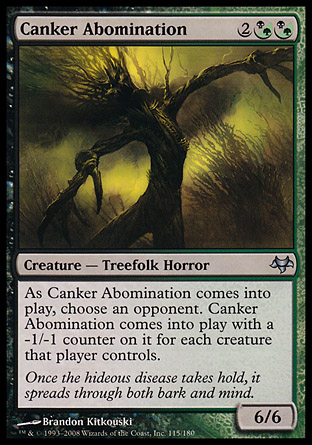 Canker Abomination 2
Creature — Treefolk Horror
As Canker Abomination comes into
play, choose an opponent. Canker
Abomination comes into play with a
-1/-1 counter on it for each creature
that player controls.
Once the hideous disease takes hold, it
spreads through both bark and mind.
Brandon Kitkouski
™ & © 1993–2008 Wizards of the Coast, Inc. 115/180
6/6